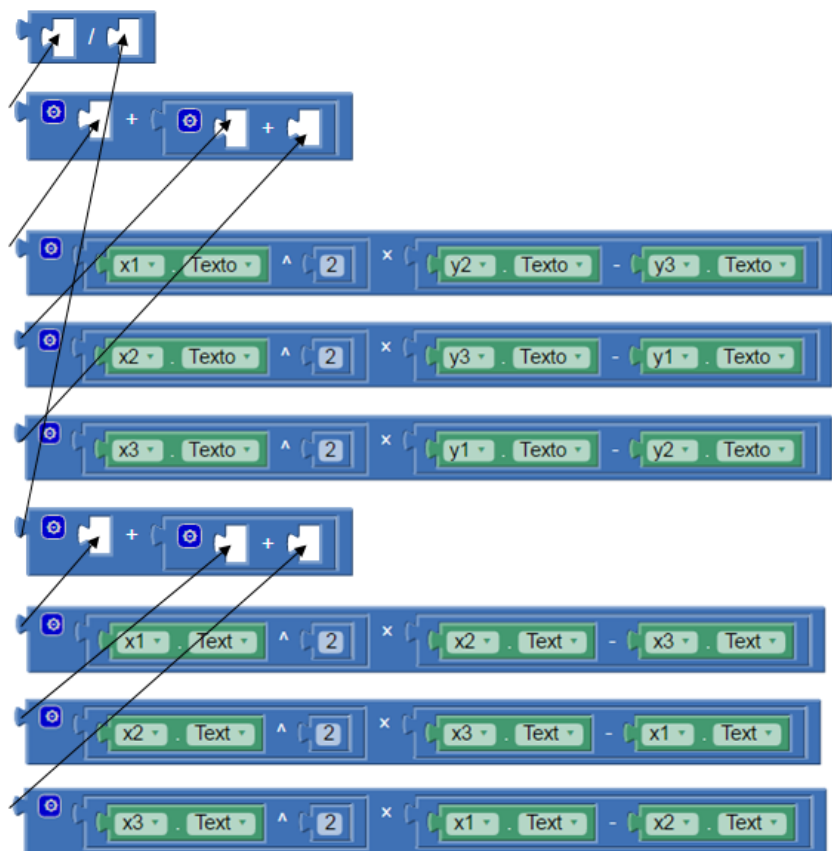 /
+ +
x1 . Texto ^ 2 × y2 . Texto - y3 . Texto
x2 . Texto ^ 2 × y3 . Texto - y1 . Texto
x3 . Texto ^ 2 × y1 . Texto - y2 . Texto
+ +
x1 . Text ^ 2 × x2 . Text - x3 . Text
x2 . Text ^ 2 × x3 . Text - x1 . Text
x3 . Text ^ 2 × x1 . Text - x2 . Text